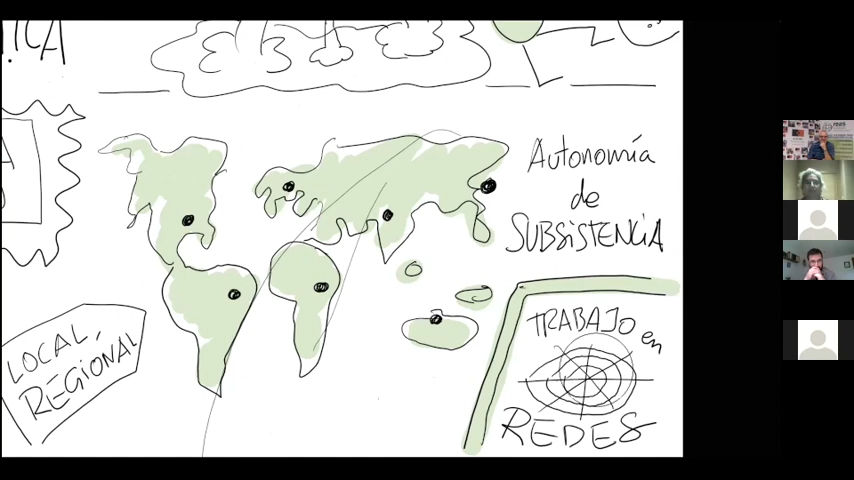 Autonomía
de
SUBSISTENCIA
LOCAL,
REGIONAL
TRABAJO en
REDES